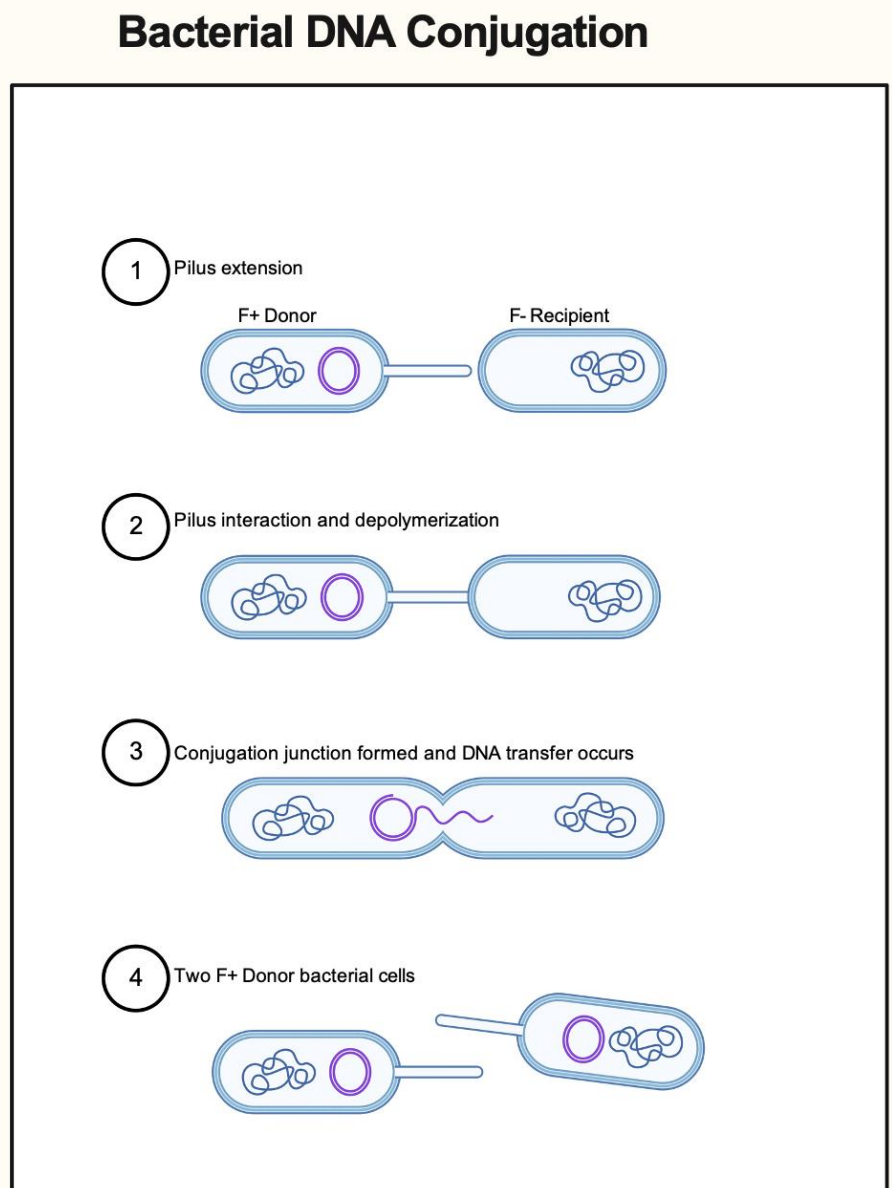 Bacterial DNA Conjugation
1
Pilus extension
F+ Donor
F- Recipient
2
Pilus interaction and depolymerization
3
Conjugation junction formed and DNA transfer occurs
4
Two F+ Donor bacterial cells